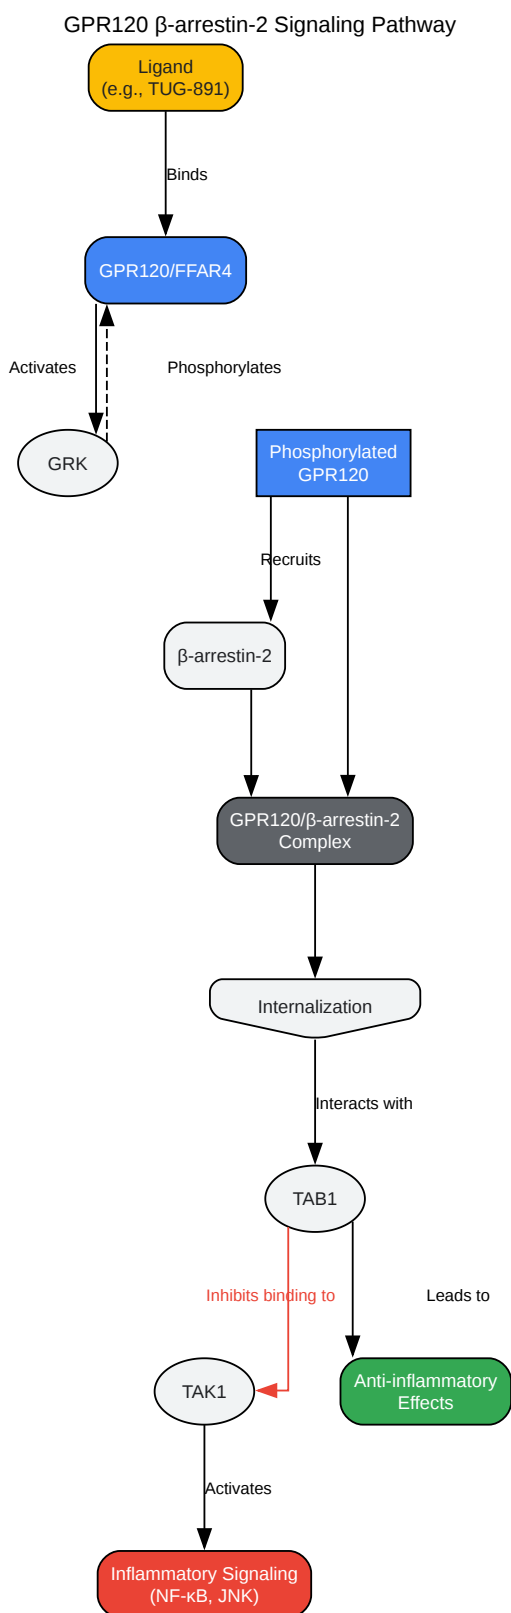 GPR120 β-arrestin-2 Signaling Pathway
Ligand
(e.g., TUG-891)
Binds
GPR120/FFAR4
Activates
Phosphorylates
GRK
Phosphorylated
GPR120
Recruits
β-arrestin-2
GPR120/β-arrestin-2
Complex
Internalization
Interacts with
TAB1
Inhibits binding to
Leads to
TAK1
Anti-inflammatory
Effects
Activates
Inflammatory Signaling
(NF-κB, JNK)